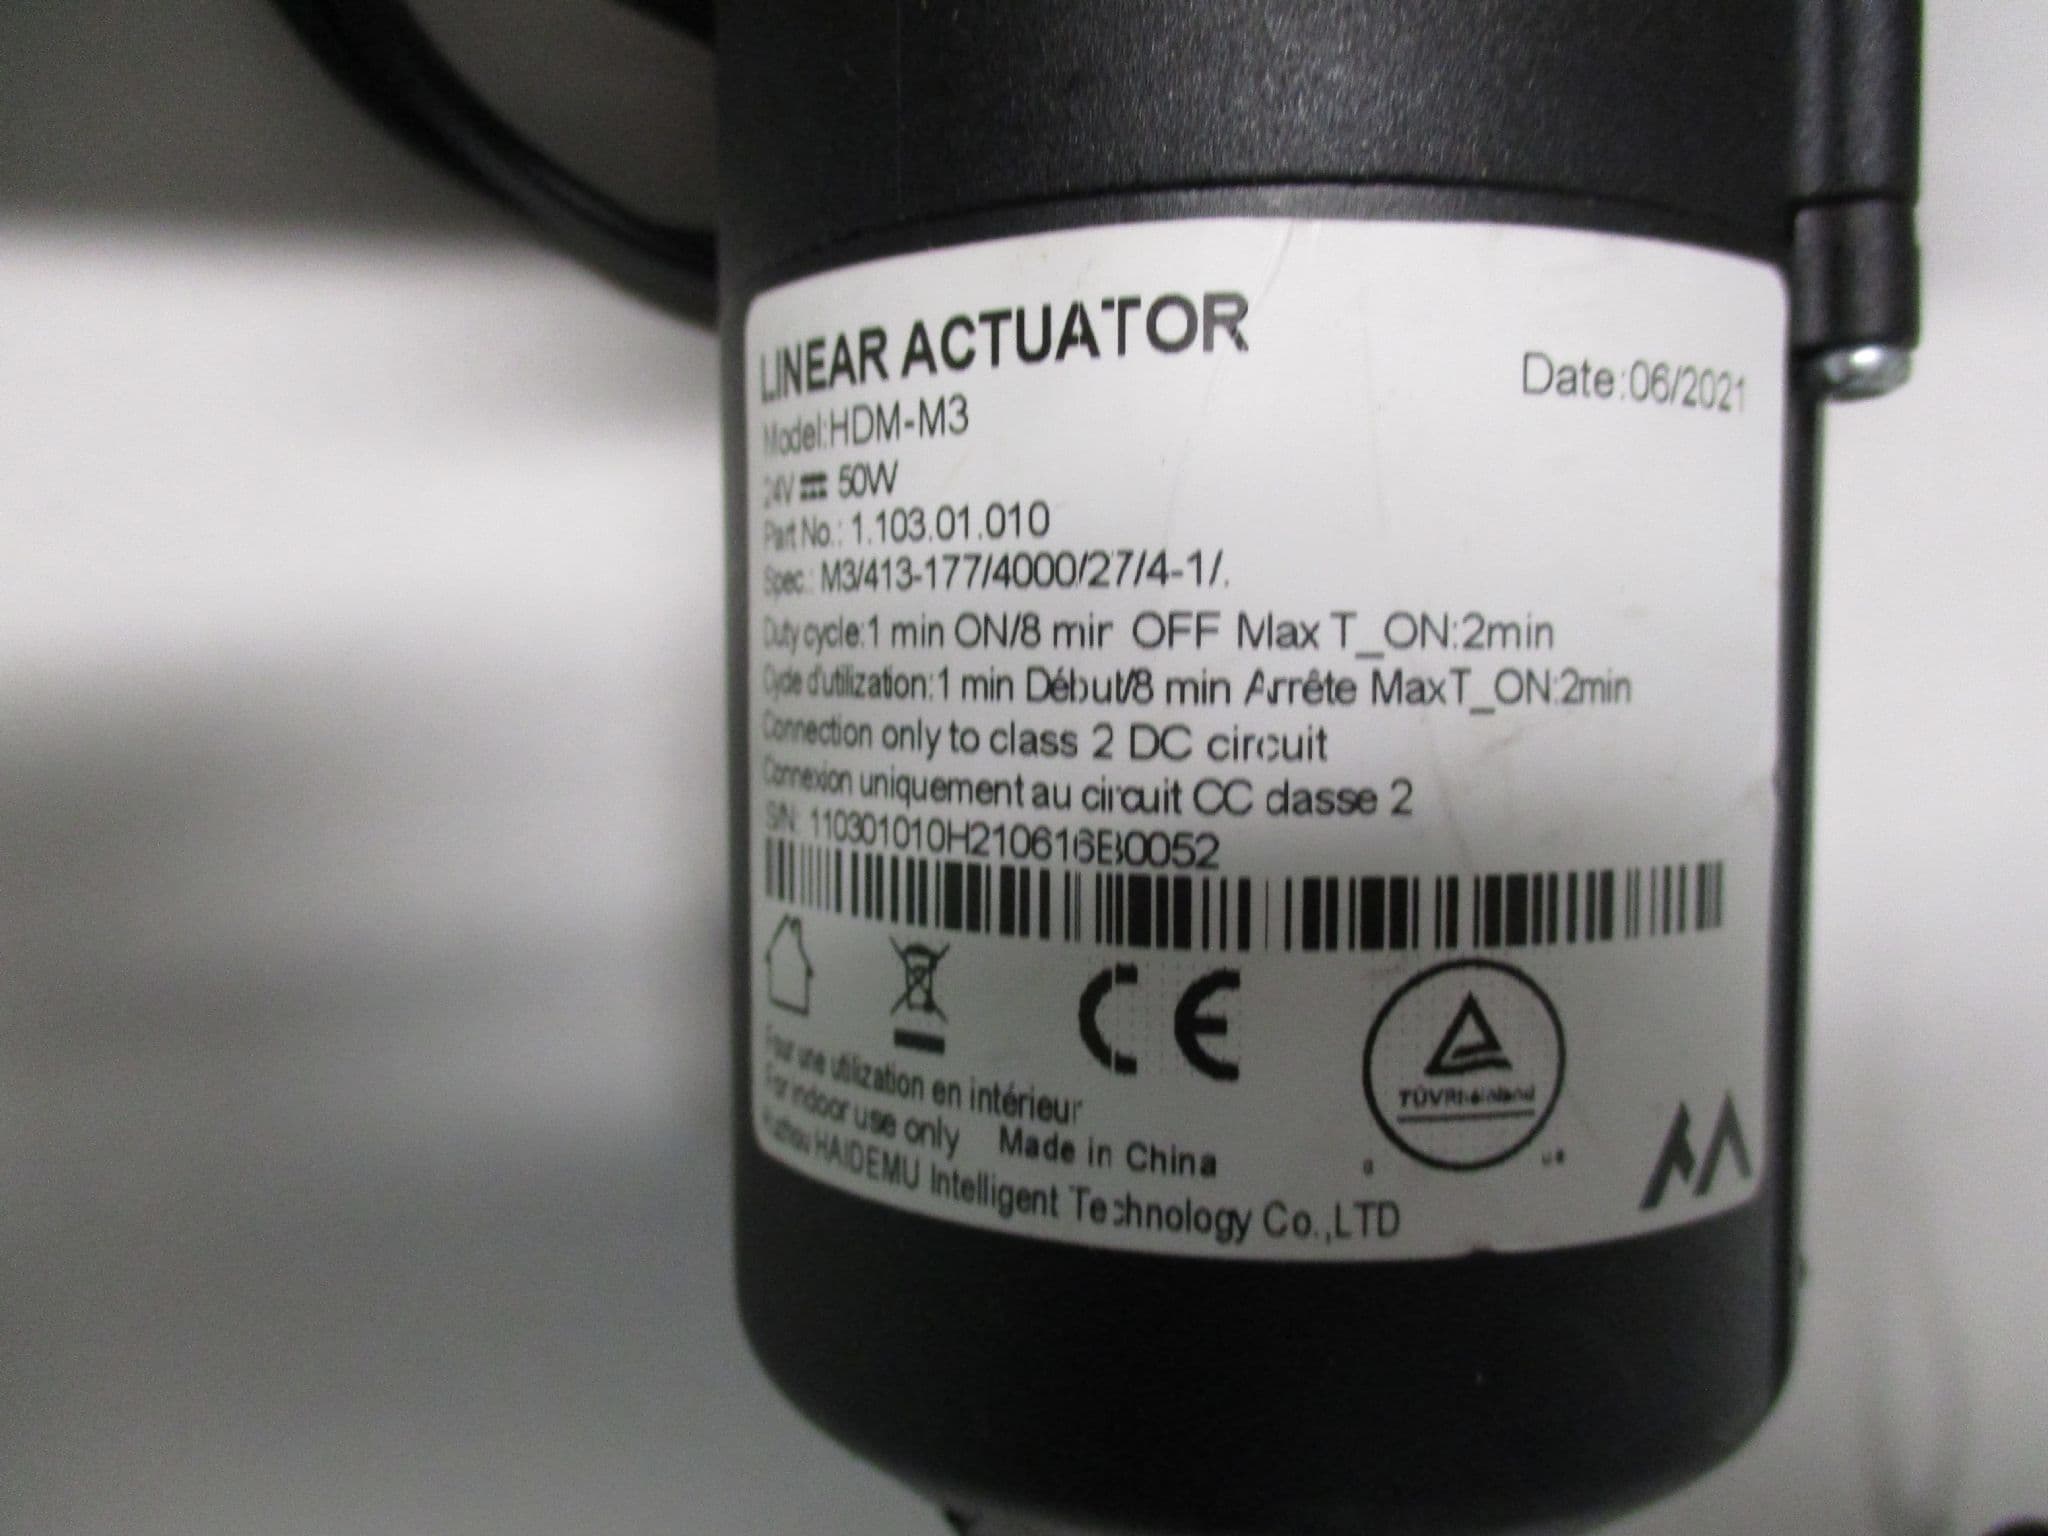 LINEAR ACTUATOR
Date:06/2021
Model:HDM-M3
24V 50W
Part No.: 1.103.01.010
Spec.: M3/413-177/4000/27/4-1/.
Duty cycle:1 min ON/8 min OFF Max T_ON:2min
Cycle d'utilization:1 min Début/8 min Arrête MaxT_ON:2min
Connection only to class 2 DC circuit
Connexion uniquement au circuit CC classe 2
S/N: 110301010H210616B0052
CE
TÜVRheinland
Pour une utilization en intérieur
For indoor use only Made in China
HAIDEMU Intelligent Technology Co.,LTD